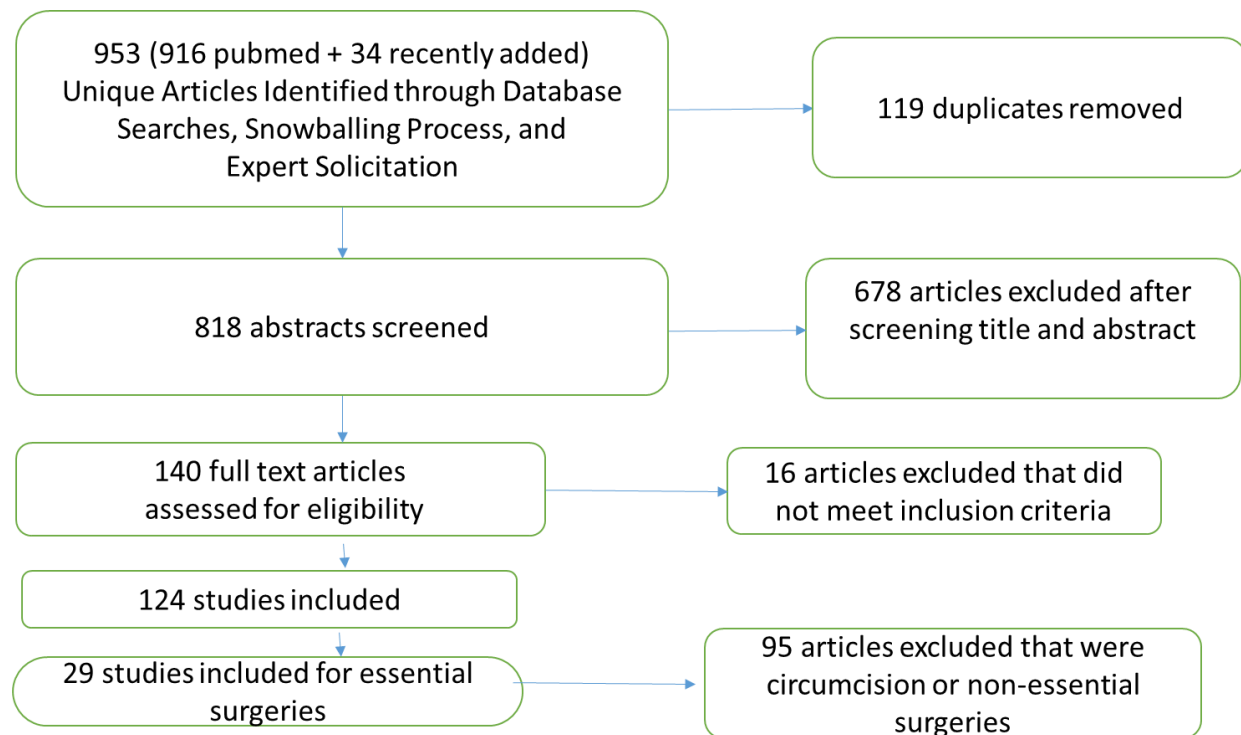 953 (916 pubmed + 34 recently added)
Unique Articles Identified through Database
Searches, Snowballing Process, and
Expert Solicitation
119 duplicates removed
818 abstracts screened
678 articles excluded after
screening title and abstract
140 full text articles
assessed for eligibility
16 articles excluded that did
not meet inclusion criteria
124 studies included
29 studies included for essential
surgeries
95 articles excluded that were
circumcision or non-essential
surgeries